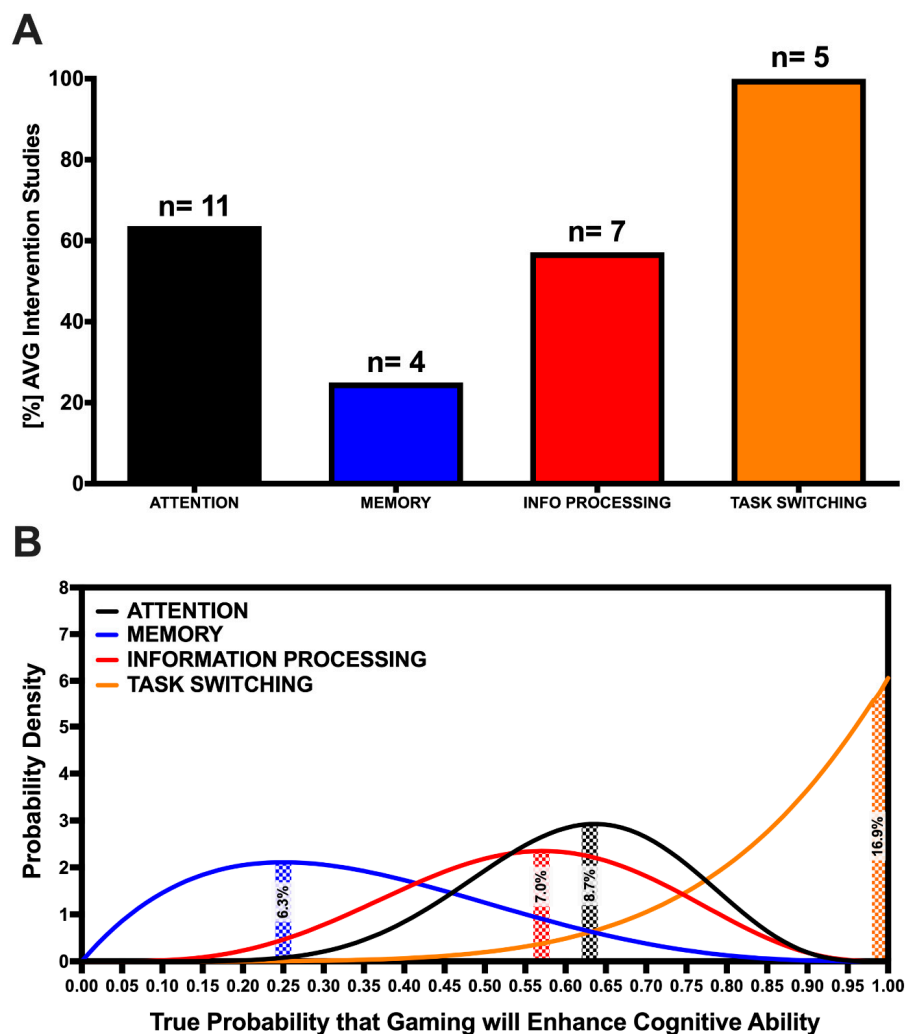 A
[%] AVG Intervention Studies
100
80
60
40
20
0
n= 11
n= 4
n= 7
n= 5
ATTENTION
MEMORY
INFO PROCESSING
TASK SWITCHING
B
Probability Density
8
7
6
5
4
3
2
1
0
ATTENTION
MEMORY
INFORMATION PROCESSING
TASK SWITCHING
6.3%
7.0%
8.7%
16.9%
0.00 0.05 0.10 0.15 0.20 0.25 0.30 0.35 0.40 0.45 0.50 0.55 0.60 0.65 0.70 0.75 0.80 0.85 0.90 0.95 1.00
True Probability that Gaming will Enhance Cognitive Ability